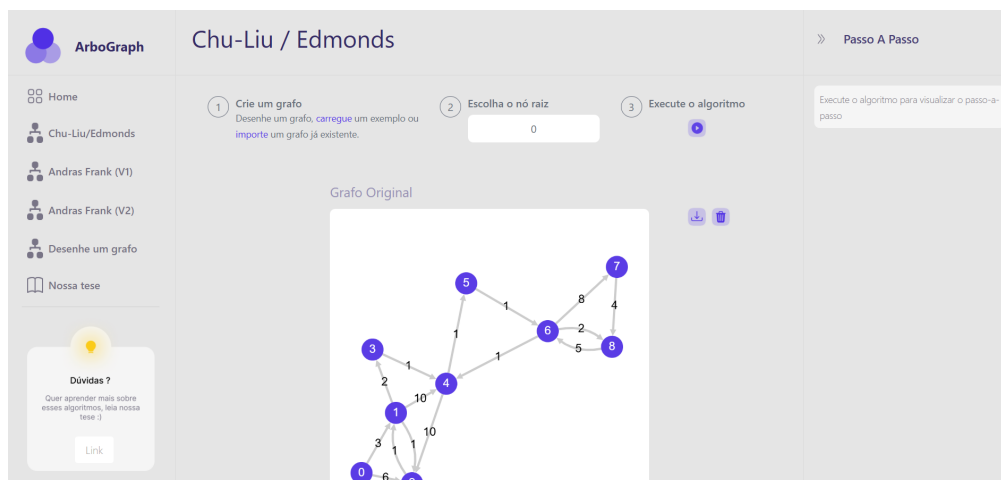 ArboGraph
Home
Chu-Liu/Edmonds
Andras Frank (V1)
Andras Frank (V2)
Desenhe um grafo
Nossa tese
Dúvidas ?
Quer aprender mais sobre
esses algoritmos, leia nossa
tese :)
Link
Chu-Liu / Edmonds
1
Crie um grafo
Desenhe um grafo, carregue um exemplo ou
importe um grafo já existente.
2
Escolha o nó raiz
0
3
Execute o algoritmo
Grafo Original
7
5
8
4
1
6
2
8
5
1
1
3
1
4
2
10
1
10
3
1
1
0
6
Passo A Passo
Execute o algoritmo para visualizar o passo-a-
passo